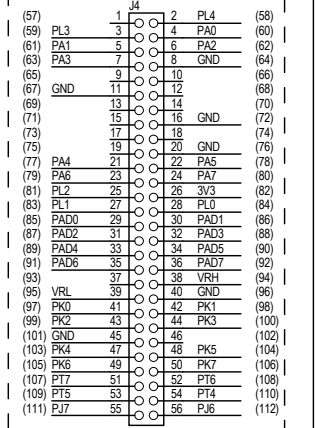 J4
(57) 1 2 PL4 (58)
(59) PL3 3 4 PA0 (60)
(61) PA1 5 6 PA2 (62)
(63) PA3 7 8 GND (64)
(65) 9 10 (66)
(67) GND 11 12 (68)
(69) 13 14 (70)
(71) 15 16 GND (72)
(73) 17 18 (74)
(75) 19 20 GND (76)
(77) PA4 21 22 PA5 (78)
(79) PA6 23 24 PA7 (80)
(81) PL2 25 26 3V3 (82)
(83) PL1 27 28 PL0 (84)
(85) PAD0 29 30 PAD1 (86)
(87) PAD2 31 32 PAD3 (88)
(89) PAD4 33 34 PAD5 (90)
(91) PAD6 35 36 PAD7 (92)
(93) 37 38 VRH (94)
(95) VRL 39 40 GND (96)
(97) PK0 41 42 PK1 (98)
(99) PK2 43 44 PK3 (100)
(101) GND 45 46 (102)
(103) PK4 47 48 PK5 (104)
(105) PK6 49 50 PK7 (106)
(107) PT7 51 52 PT6 (108)
(109) PT5 53 54 PT4 (110)
(111) PJ7 55 56 PJ6 (112)